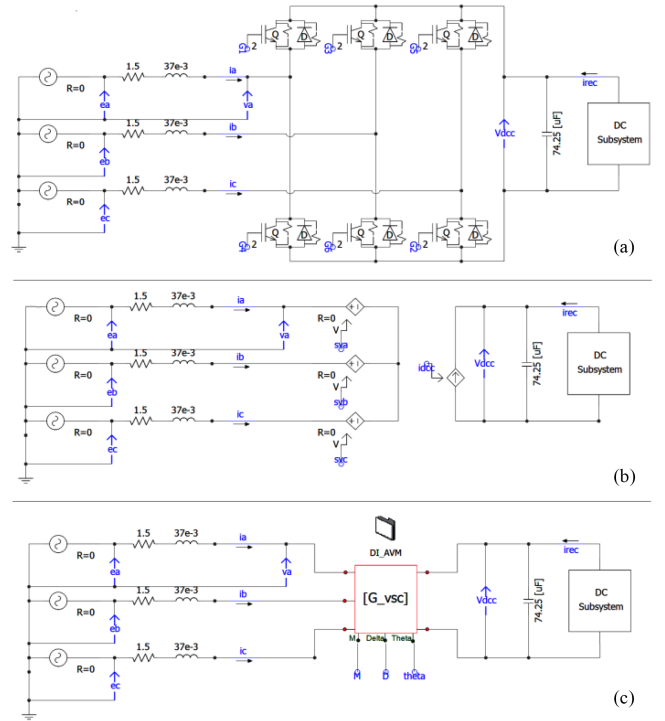 G1 2 Q D G3 2 Q D G5 2 Q D
1.5 37e-3 ia
R=0 ea va irec
ib
R=0 eb Vdcc 74.25 [uF] DC
Subsystem
1.5 37e-3 ic
R=0 ec
1.5 37e-3
2 Q D G6 2 Q D 2 Q D
(a)
1.5 37e-3 ia R=0 irec
R=0 ea va V
sva
1.5 37e-3 ib R=0 idcc Vdcc 74.25 [uF] DC
Subsystem
R=0 eb V
svb
1.5 37e-3 ic R=0
R=0 ec V
svc
(b)
DI_AVM
1.5 37e-3 ia irec
R=0 ea va
1.5 37e-3 ib [G_vsc] Vdcc 74.25 [uF] DC
Subsystem
R=0 eb
M Delta Theta
1.5 37e-3 ic
R=0 ec M D theta
(c)